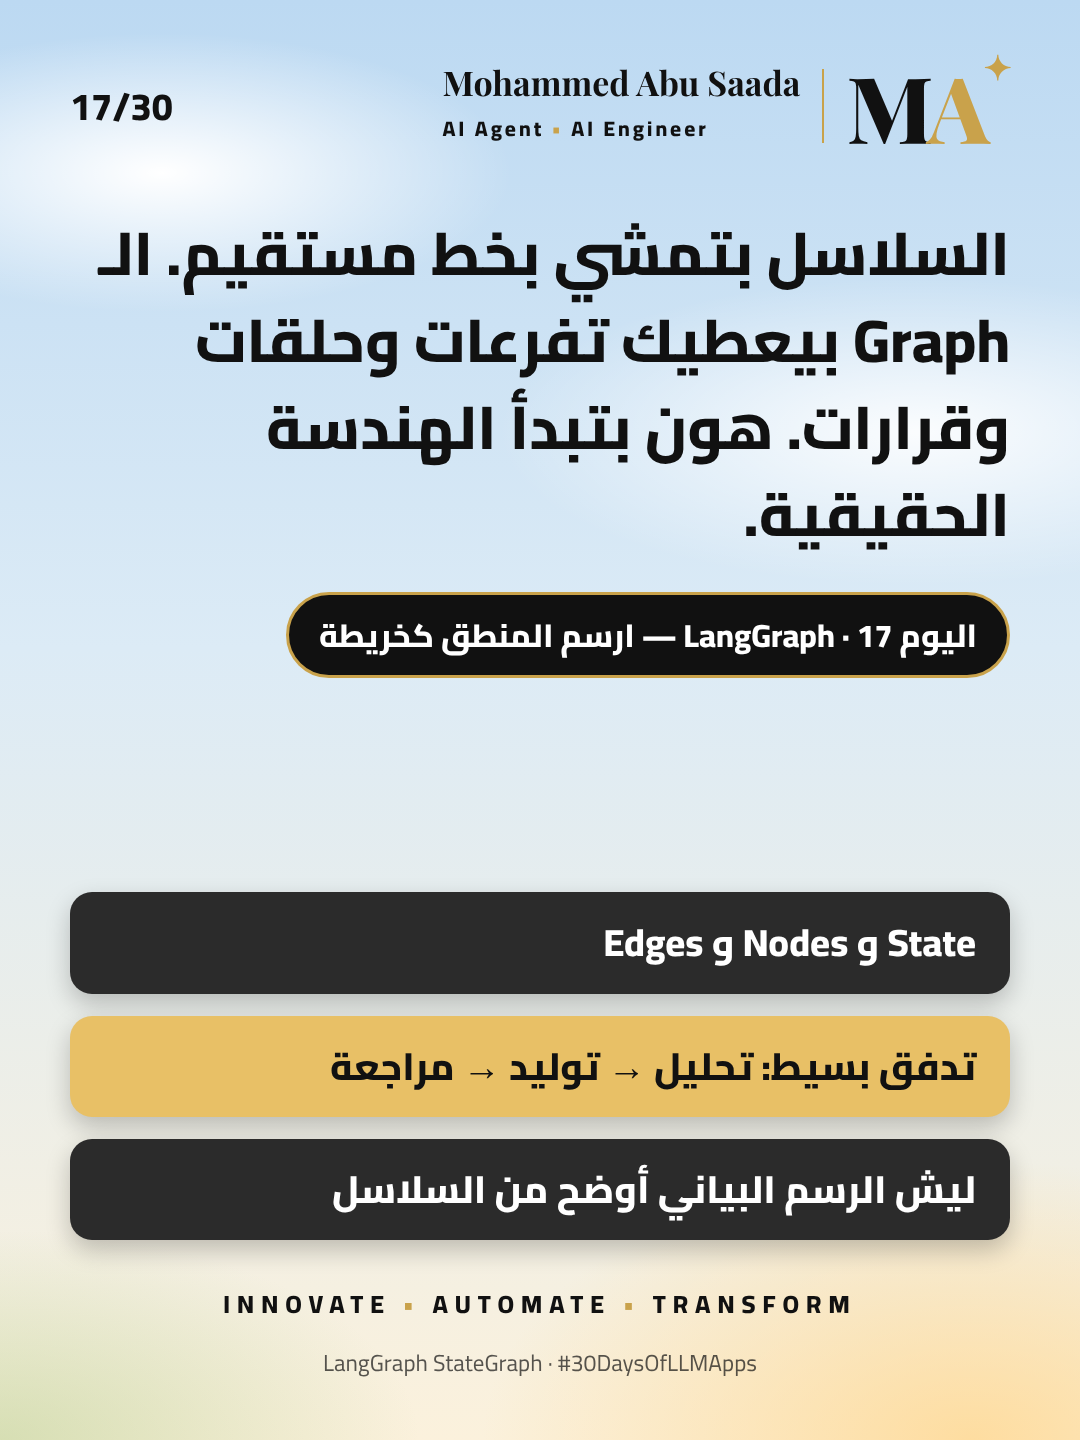 17/30
Mohammed Abu Saada
AI Agent ▪ AI Engineer
MA
السلاسل بتمشي بخط مستقيم. الـ
Graph بيعطيك تفرعات وحلقات
وقرارات. هون بتبدأ الهندسة
الحقيقية.
اليوم 17 · LangGraph — ارسم المنطق كخريطة
State و Nodes و Edges
تدفق بسيط: تحليل → توليد → مراجعة
ليش الرسم البياني أوضح من السلاسل
INNOVATE ▪ AUTOMATE ▪ TRANSFORM
LangGraph StateGraph · #30DaysOfLLMApps